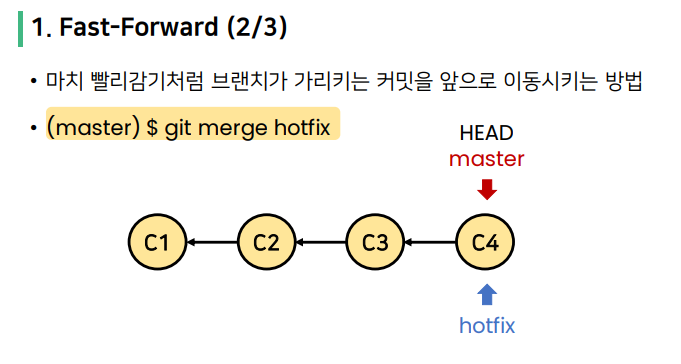 1. Fast-Forward (2/3)
• 마치 빨리감기처럼 브랜치가 가리키는 커밋을 앞으로 이동시키는 방법
• (master) $ git merge hotfix
HEAD
master
C1 C2 C3 C4
hotfix